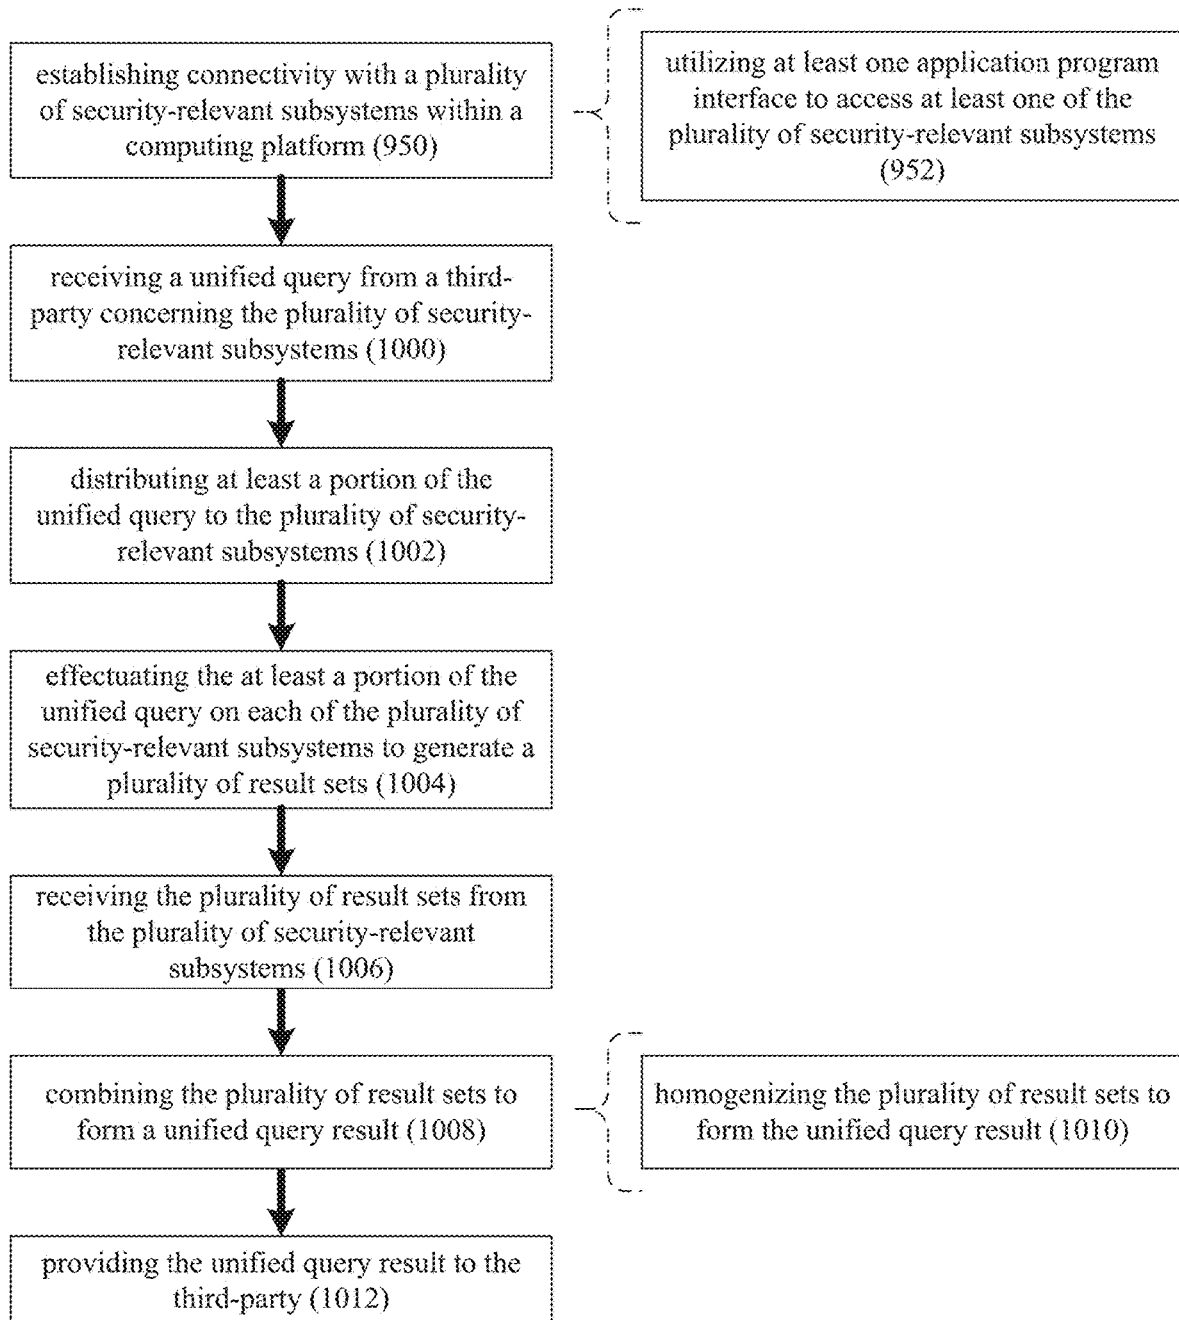 establishing connectivity with a plurality
of security-relevant subsystems within a
computing platform (950)
utilizing at least one application program
interface to access at least one of the
plurality of security-relevant subsystems
(952)
receiving a unified query from a third-
party concerning the plurality of security-
relevant subsystems (1000)
distributing at least a portion of the
unified query to the plurality of security-
relevant subsystems (1002)
effectuating the at least a portion of the
unified query on each of the plurality of
security-relevant subsystems to generate a
plurality of result sets (1004)
receiving the plurality of result sets from
the plurality of security-relevant
subsystems (1006)
combining the plurality of result sets to
form a unified query result (1008)
homogenizing the plurality of result sets to
form the unified query result (1010)
providing the unified query result to the
third-party (1012)